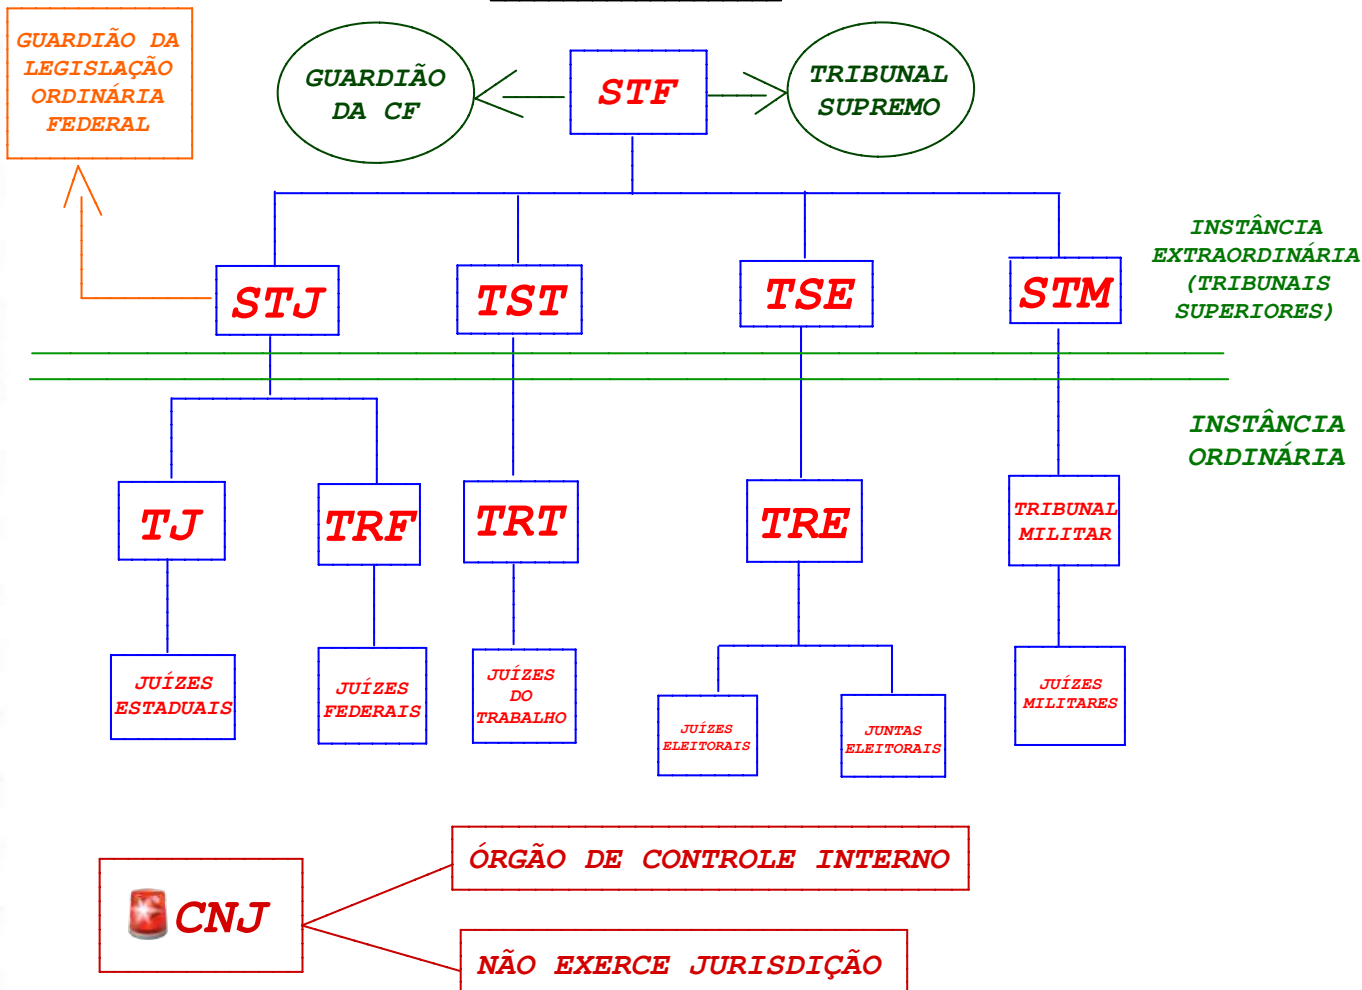 GUARDIÃO DA
LEGISLAÇÃO
ORDINÁRIA
FEDERAL
GUARDIÃO
DA CF
STF
TRIBUNAL
SUPREMO
INSTÂNCIA
EXTRAORDINÁRIA
(TRIBUNAIS
SUPERIORES)
STJ
TST
TSE
STM
INSTÂNCIA
ORDINÁRIA
TJ
TRF
TRT
TRE
TRIBUNAL
MILITAR
JUÍZES
ESTADUAIS
JUÍZES
FEDERAIS
JUÍZES
DO
TRABALHO
JUÍZES
ELEITORAIS
JUNTAS
ELEITORAIS
JUÍZES
MILITARES
CNJ
ÓRGÃO DE CONTROLE INTERNO
NÃO EXERCE JURISDIÇÃO